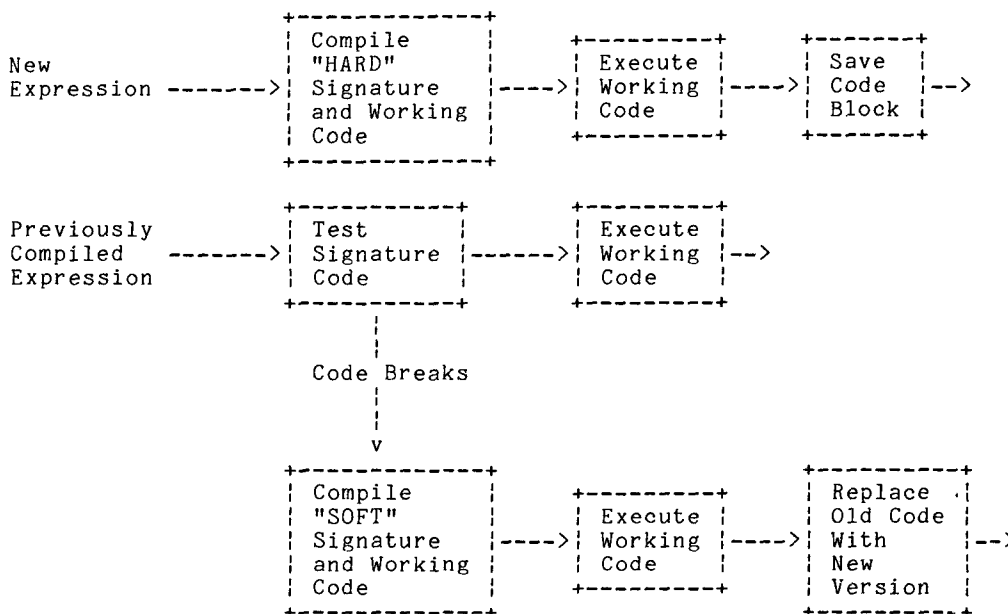 New
Expression
Compile
"HARD"
Signature
and Working
Code
Execute
Working
Code
Save
Code
Block
Previously
Compiled
Expression
Test
Signature
Code
Execute
Working
Code
Code Breaks
Compile
"SOFT"
Signature
and Working
Code
Execute
Working
Code
Replace
Old Code
With
New
Version